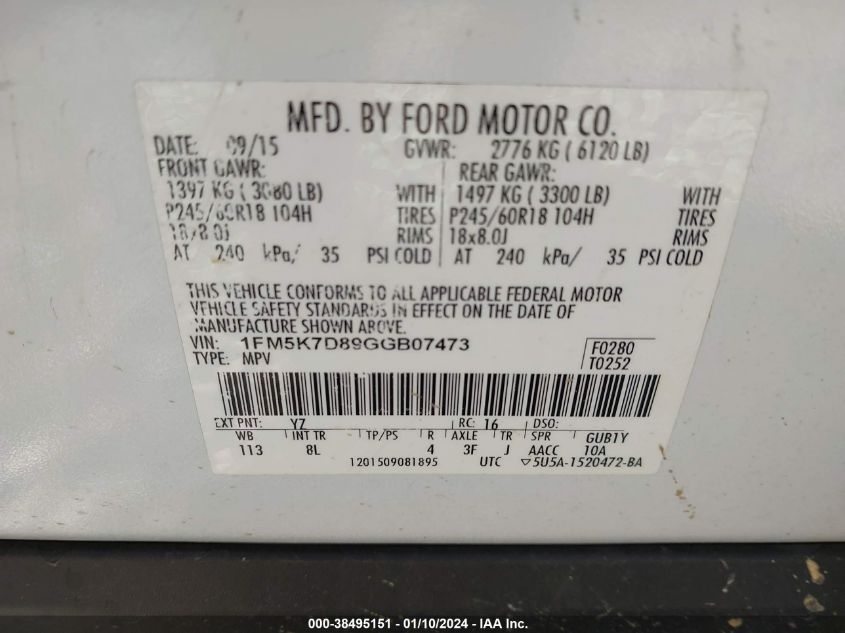 MFD. BY FORD MOTOR CO.
DATE: 09/15 GVWR: 2776 KG ( 6120 LB)
FRONT GAWR: REAR GAWR:
1397 KG ( 3080 LB) WITH 1497 KG ( 3300 LB) WITH
P245/60R18 104H TIRES P245/60R18 104H TIRES
18x8.0J RIMS 18x8.0J RIMS
AT 240 kPa/ 35 PSI COLD AT 240 kPa/ 35 PSI COLD
THIS VEHICLE CONFORMS TO ALL APPLICABLE FEDERAL MOTOR
VEHICLE SAFETY STANDARDS IN EFFECT ON THE DATE OF
MANUFACTURE SHOWN ABOVE.
VIN: 1FM5K7D89GGB07473 F0280
TYPE: MPV T0252
EXT PNT: YZ RC: 16 DSO:
WB INT TR TP/PS R AXLE TR SPR GUB1Y
113 8L 4 3F J AACC 10A
1201509081895 UTC ▽5U5A-1520472-BA
000-38495151 - 01/10/2024 - IAA Inc.